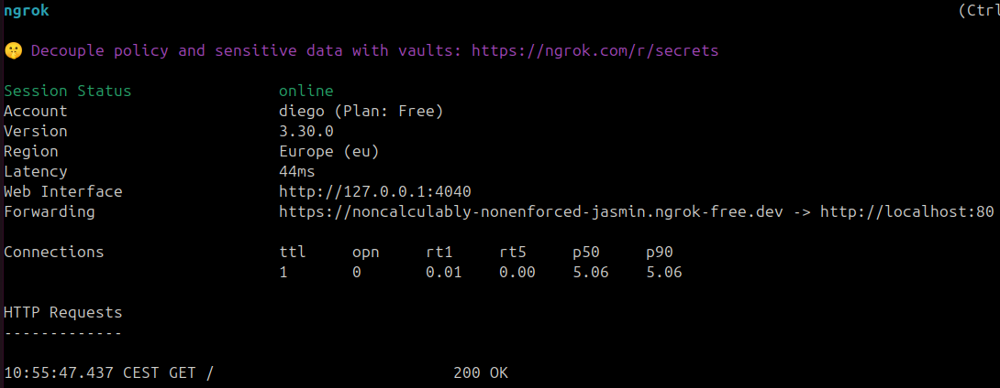 ngrok (Ctrl
🤫 Decouple policy and sensitive data with vaults: https://ngrok.com/r/secrets
Session Status online
Account diego (Plan: Free)
Version 3.30.0
Region Europe (eu)
Latency 44ms
Web Interface http://127.0.0.1:4040
Forwarding https://noncalculably-nonenforced-jasmin.ngrok-free.dev -> http://localhost:80
Connections ttl opn rt1 rt5 p50 p90
1 0 0.01 0.00 5.06 5.06
HTTP Requests
-------------
10:55:47.437 CEST GET / 200 OK